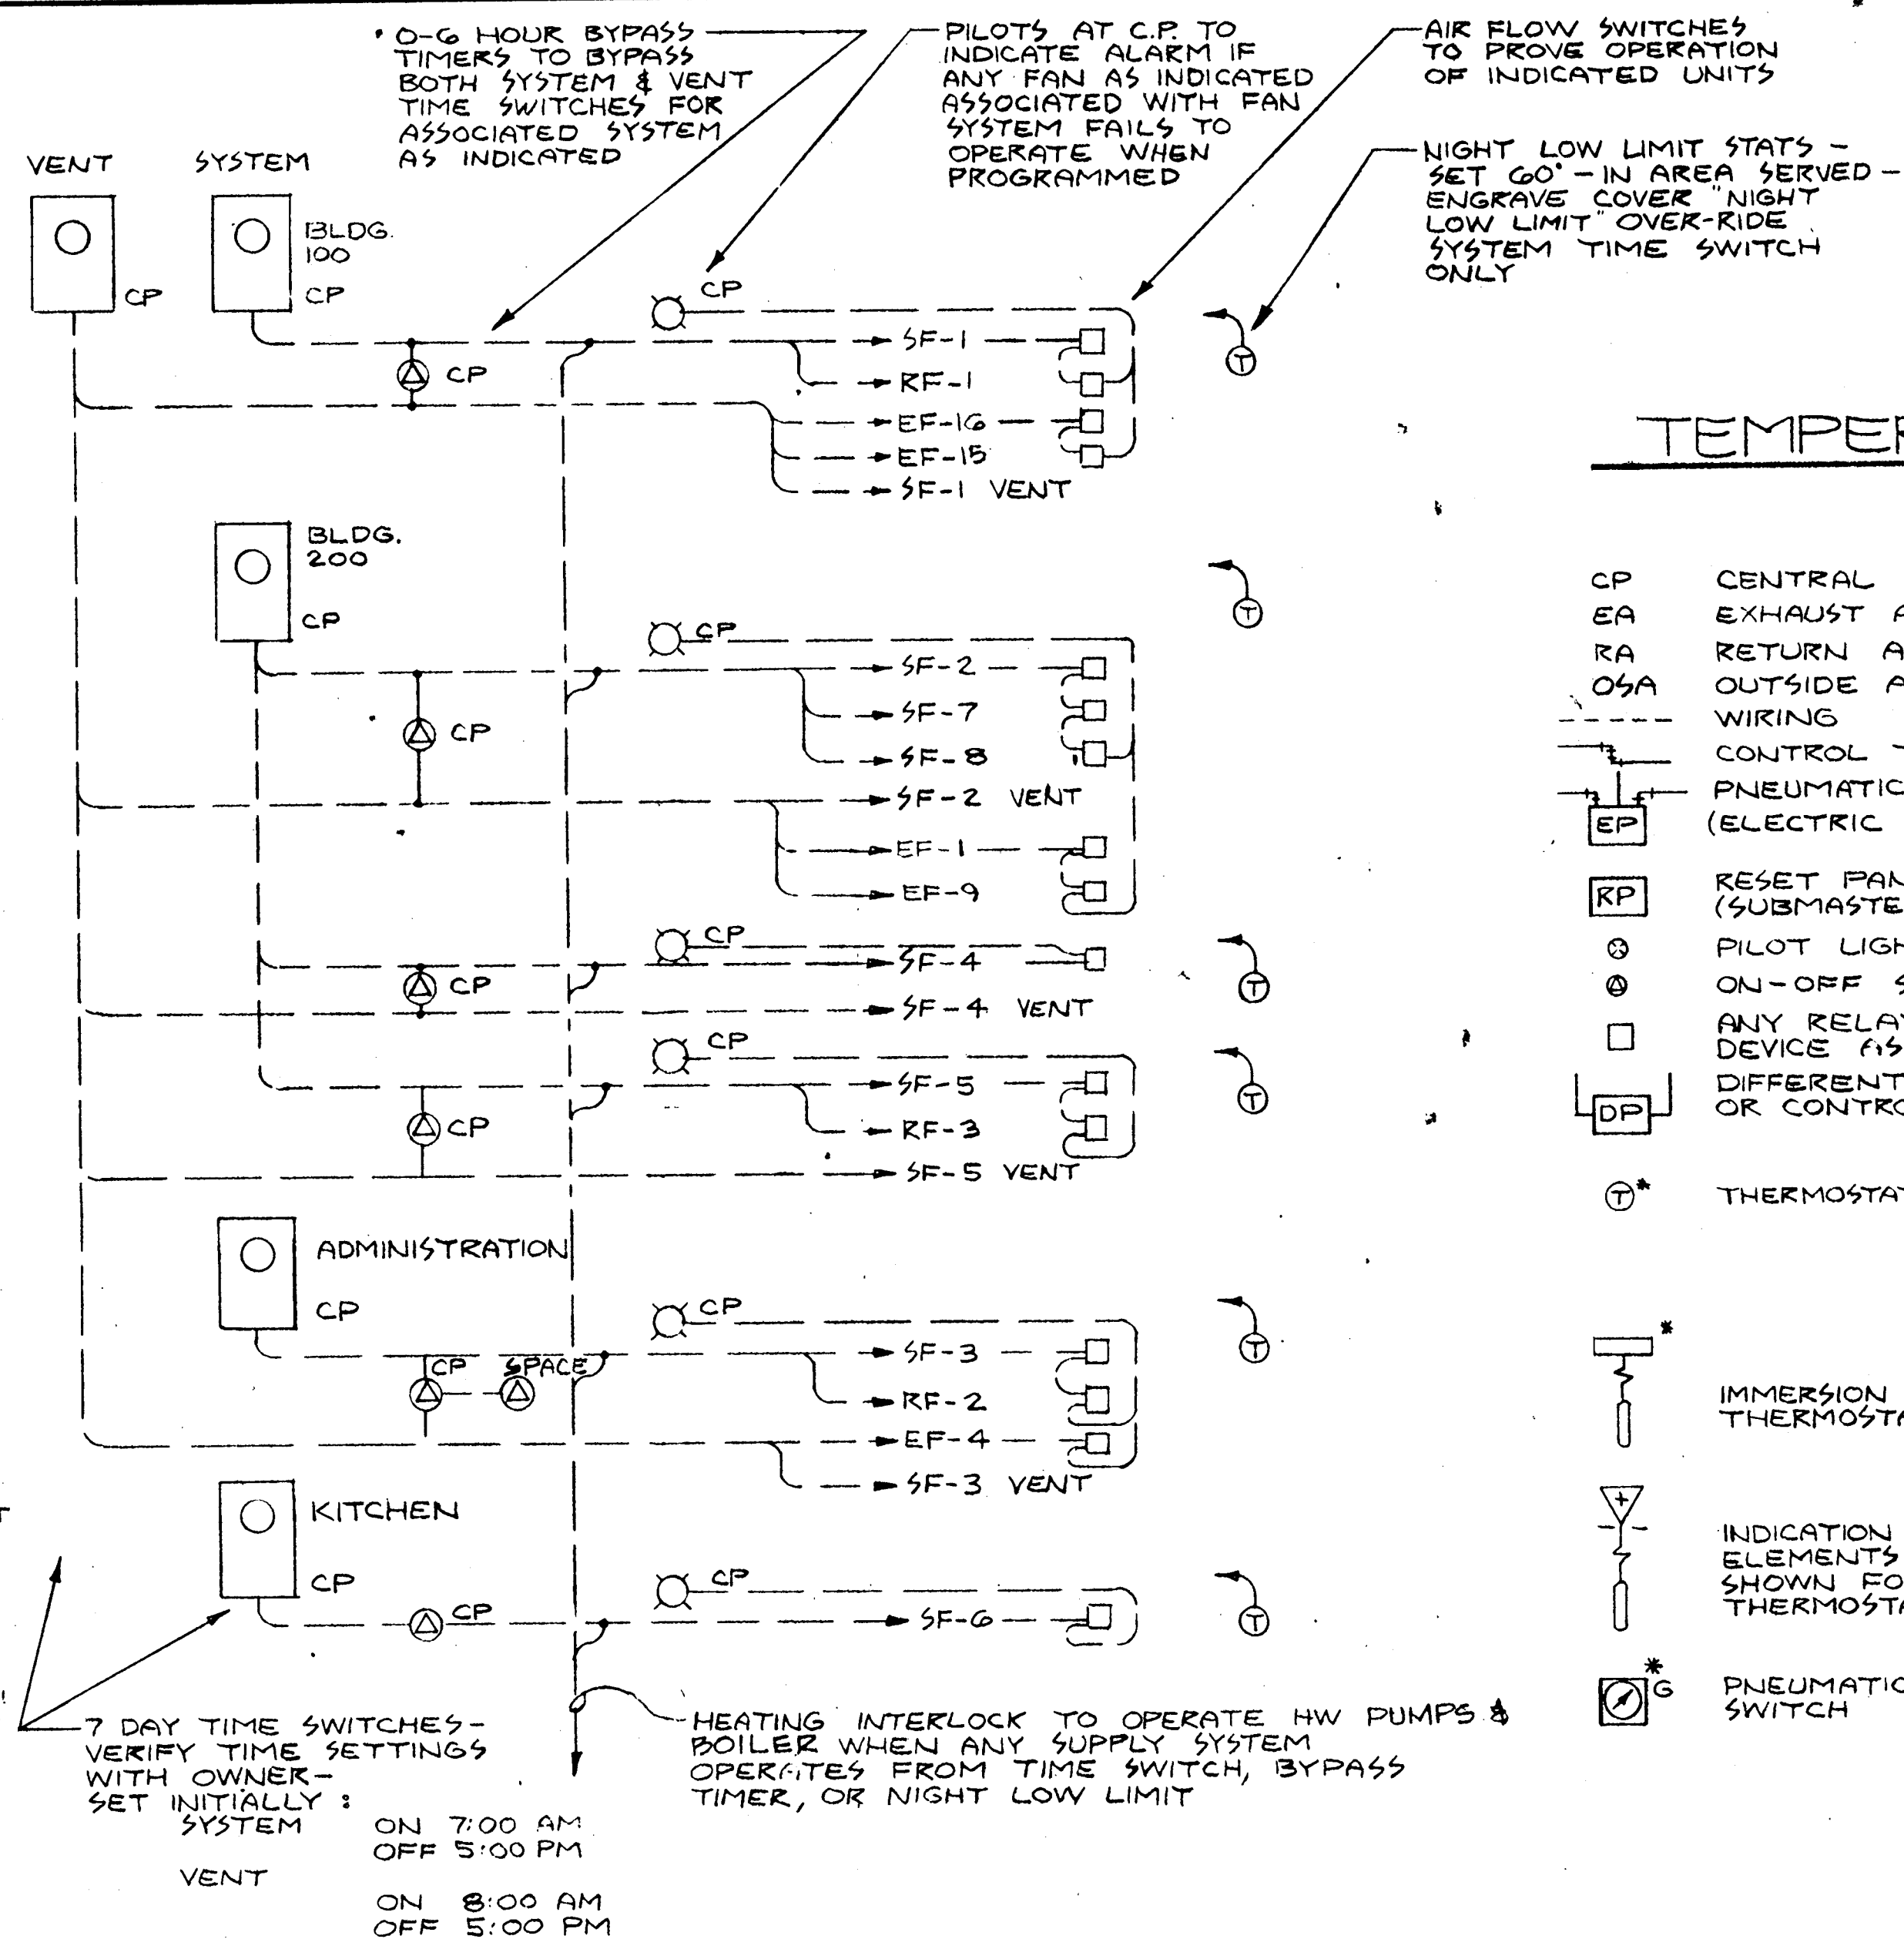 0-6 HOUR BYPASS
TIMERS TO BYPASS
BOTH SYSTEM & VENT
TIME SWITCHES FOR
ASSOCIATED SYSTEM
AS INDICATED
PILOTS AT C.P. TO
INDICATE ALARM IF
ANY FAN AS INDICATED
ASSOCIATED WITH FAN
SYSTEM FAILS TO
OPERATE WHEN
PROGRAMMED
AIR FLOW SWITCHES
TO PROVE OPERATION
OF INDICATED UNITS
NIGHT LOW LIMIT STATS -
SET 60° - IN AREA SERVED -
ENGRAVE COVER "NIGHT
LOW LIMIT" OVER-RIDE
SYSTEM TIME SWITCH
ONLY
VENT
SYSTEM
CP
BLDG.
100
CP
CP
CP
SF-1
RF-1
EF-16
EF-15
SF-1 VENT
T
BLDG.
200
CP
CP
CP
SF-2
SF-7
SF-8
SF-2 VENT
EF-1
EF-9
T
CP
CP
SF-4
SF-4 VENT
T
CP
CP
SF-5
RF-3
SF-5 VENT
T
ADMINISTRATION
CP
CP SPACE
CP
SF-3
RF-2
EF-4
SF-3 VENT
T
KITCHEN
CP
CP
CP
SF-6
T
7 DAY TIME SWITCHES-
VERIFY TIME SETTINGS
WITH OWNER-
SET INITIALLY :
SYSTEM ON 7:00 AM
OFF 5:00 PM
VENT
ON 8:00 AM
OFF 5:00 PM
HEATING INTERLOCK TO OPERATE HW PUMPS &
BOILER WHEN ANY SUPPLY SYSTEM
OPERATES FROM TIME SWITCH, BYPASS
TIMER, OR NIGHT LOW LIMIT
TEMPER
CP CENTRAL
EA EXHAUST A
RA RETURN A
OSA OUTSIDE A
WIRING
CONTROL T
PNEUMATIC
EP (ELECTRIC
RP RESET PAN
(SUBMASTE
PILOT LIGH
ON-OFF S
ANY RELAY
DEVICE AS
DP DIFFERENT
OR CONTRO
T* THERMOSTAT
*
IMMERSION
THERMOSTA
+
INDICATION
ELEMENTS
SHOWN FO
THERMOSTA
* G PNEUMATIC
SWITCH